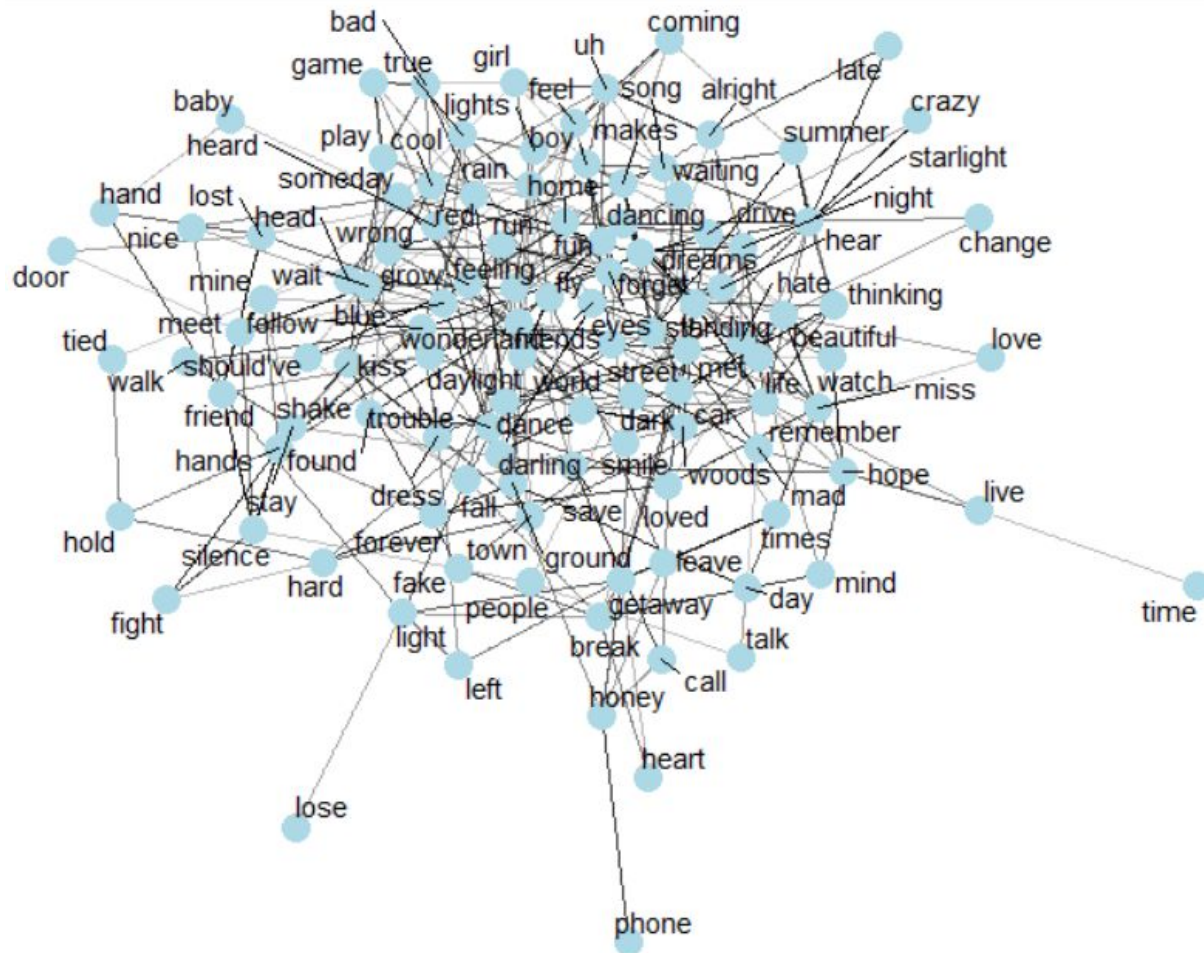 coming
bad
uh
game
true
girl
late
feel
song
alright
baby
lights
crazy
heard
play
cool
boy
makes
summer
rain
waiting
starlight
someday
home
night
hand
lost
head
red
run
dancing
drive
nice
wrong
fun
hear
change
door
mine
wait
grow
feeling
fly
forget
dreams
hate
thinking
meet
follow
blue
eyes
standing
beautiful
tied
wonderland
friends
love
walk
should've
kiss
daylight
world
street
met
life
watch
miss
friend
shake
trouble
dance
dark
car
remember
hands
found
darling
smile
woods
hope
stay
dress
fall
save
loved
mad
live
hold
silence
forever
town
ground
leave
times
hard
fake
people
getaway
day
mind
fight
light
break
talk
time
left
honey
call
heart
lose
phone